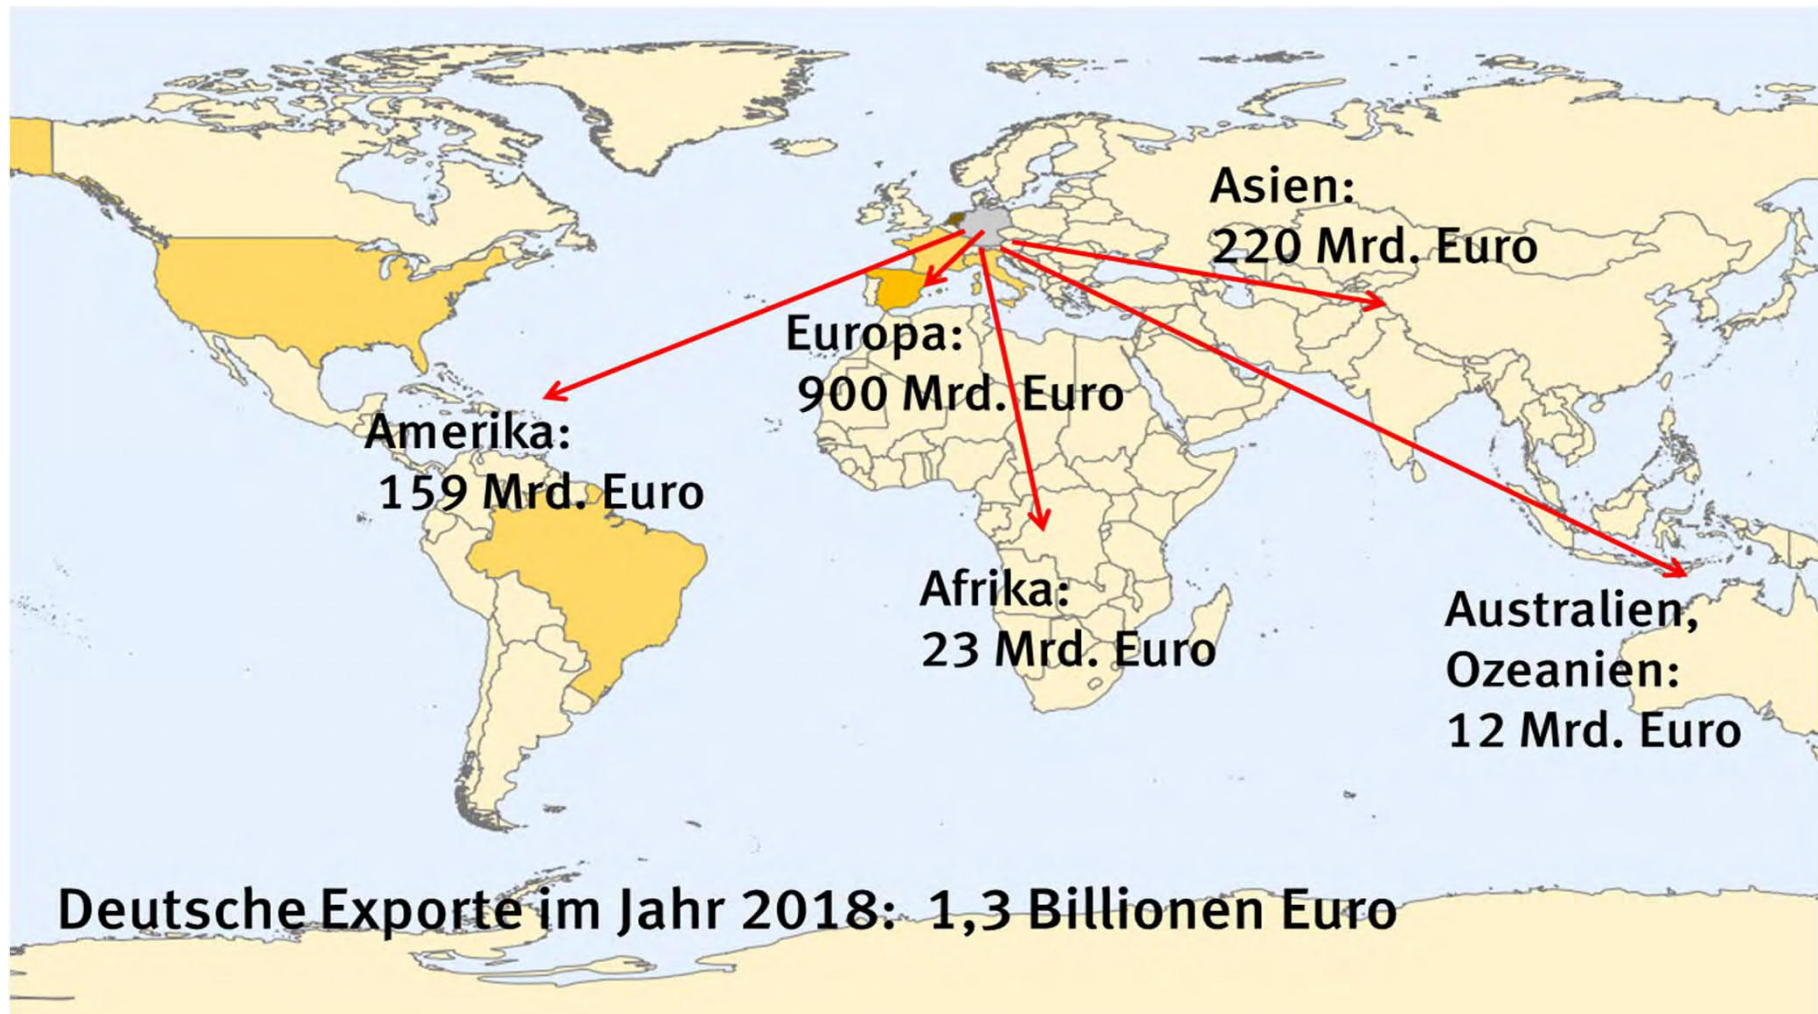 Asien:
220 Mrd. Euro
Europa:
900 Mrd. Euro
Amerika:
159 Mrd. Euro
Afrika:
23 Mrd. Euro
Australien,
Ozeanien:
12 Mrd. Euro
Deutsche Exporte im Jahr 2018: 1,3 Billionen Euro